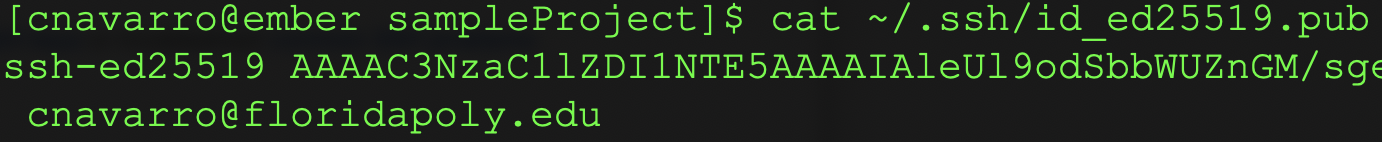 [cnavarro@ember sampleProject]$ cat ~/.ssh/id_ed25519.pub
ssh-ed25519 AAAAC3NzaC1lZDI1NTE5AAAAIAleUl9odSbbWUZnGM/sge
cnavarro@floridapoly.edu